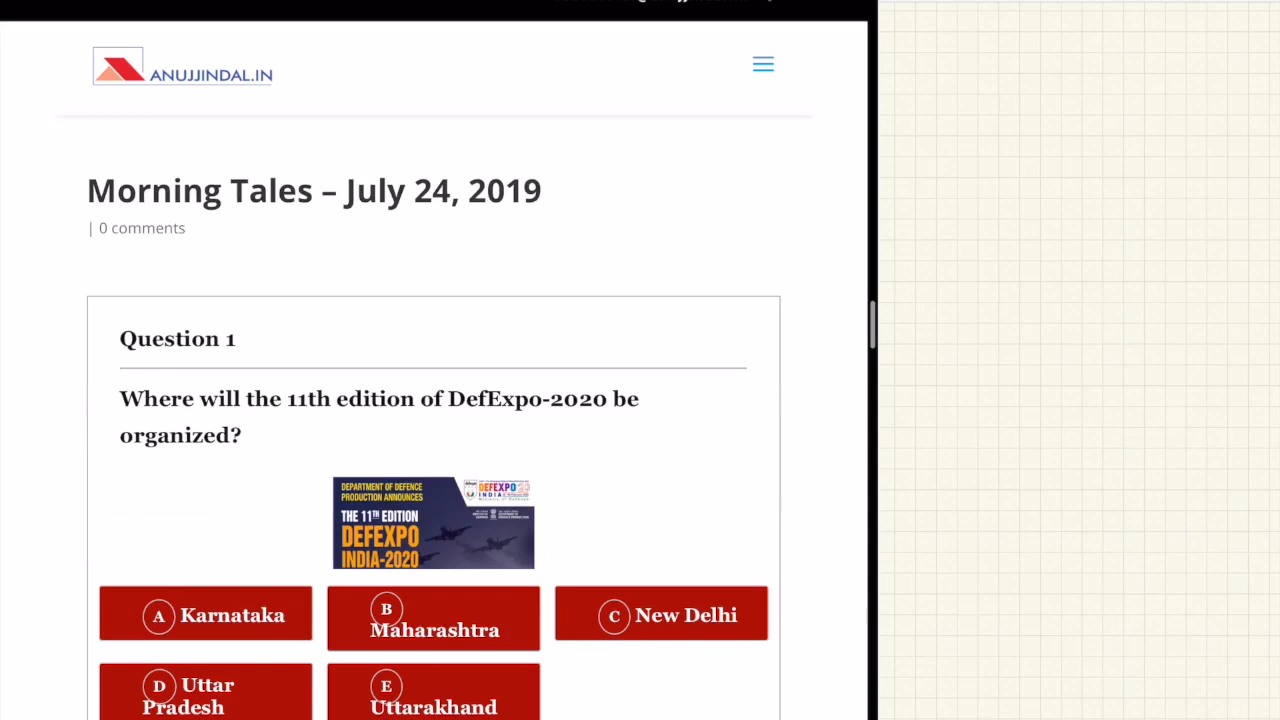 ANUJJINDAL.IN
Morning Tales – July 24, 2019
| 0 comments
Question 1
Where will the 11th edition of DefExpo-2020 be
organized?
DEPARTMENT OF DEFENCE
PRODUCTION ANNOUNCES
THE 11TH EDITION
DEFEXPO
INDIA-2020
DEFEXPO
INDIA
A Karnataka
B
Maharashtra
C New Delhi
D Uttar
Pradesh
E
Uttarakhand